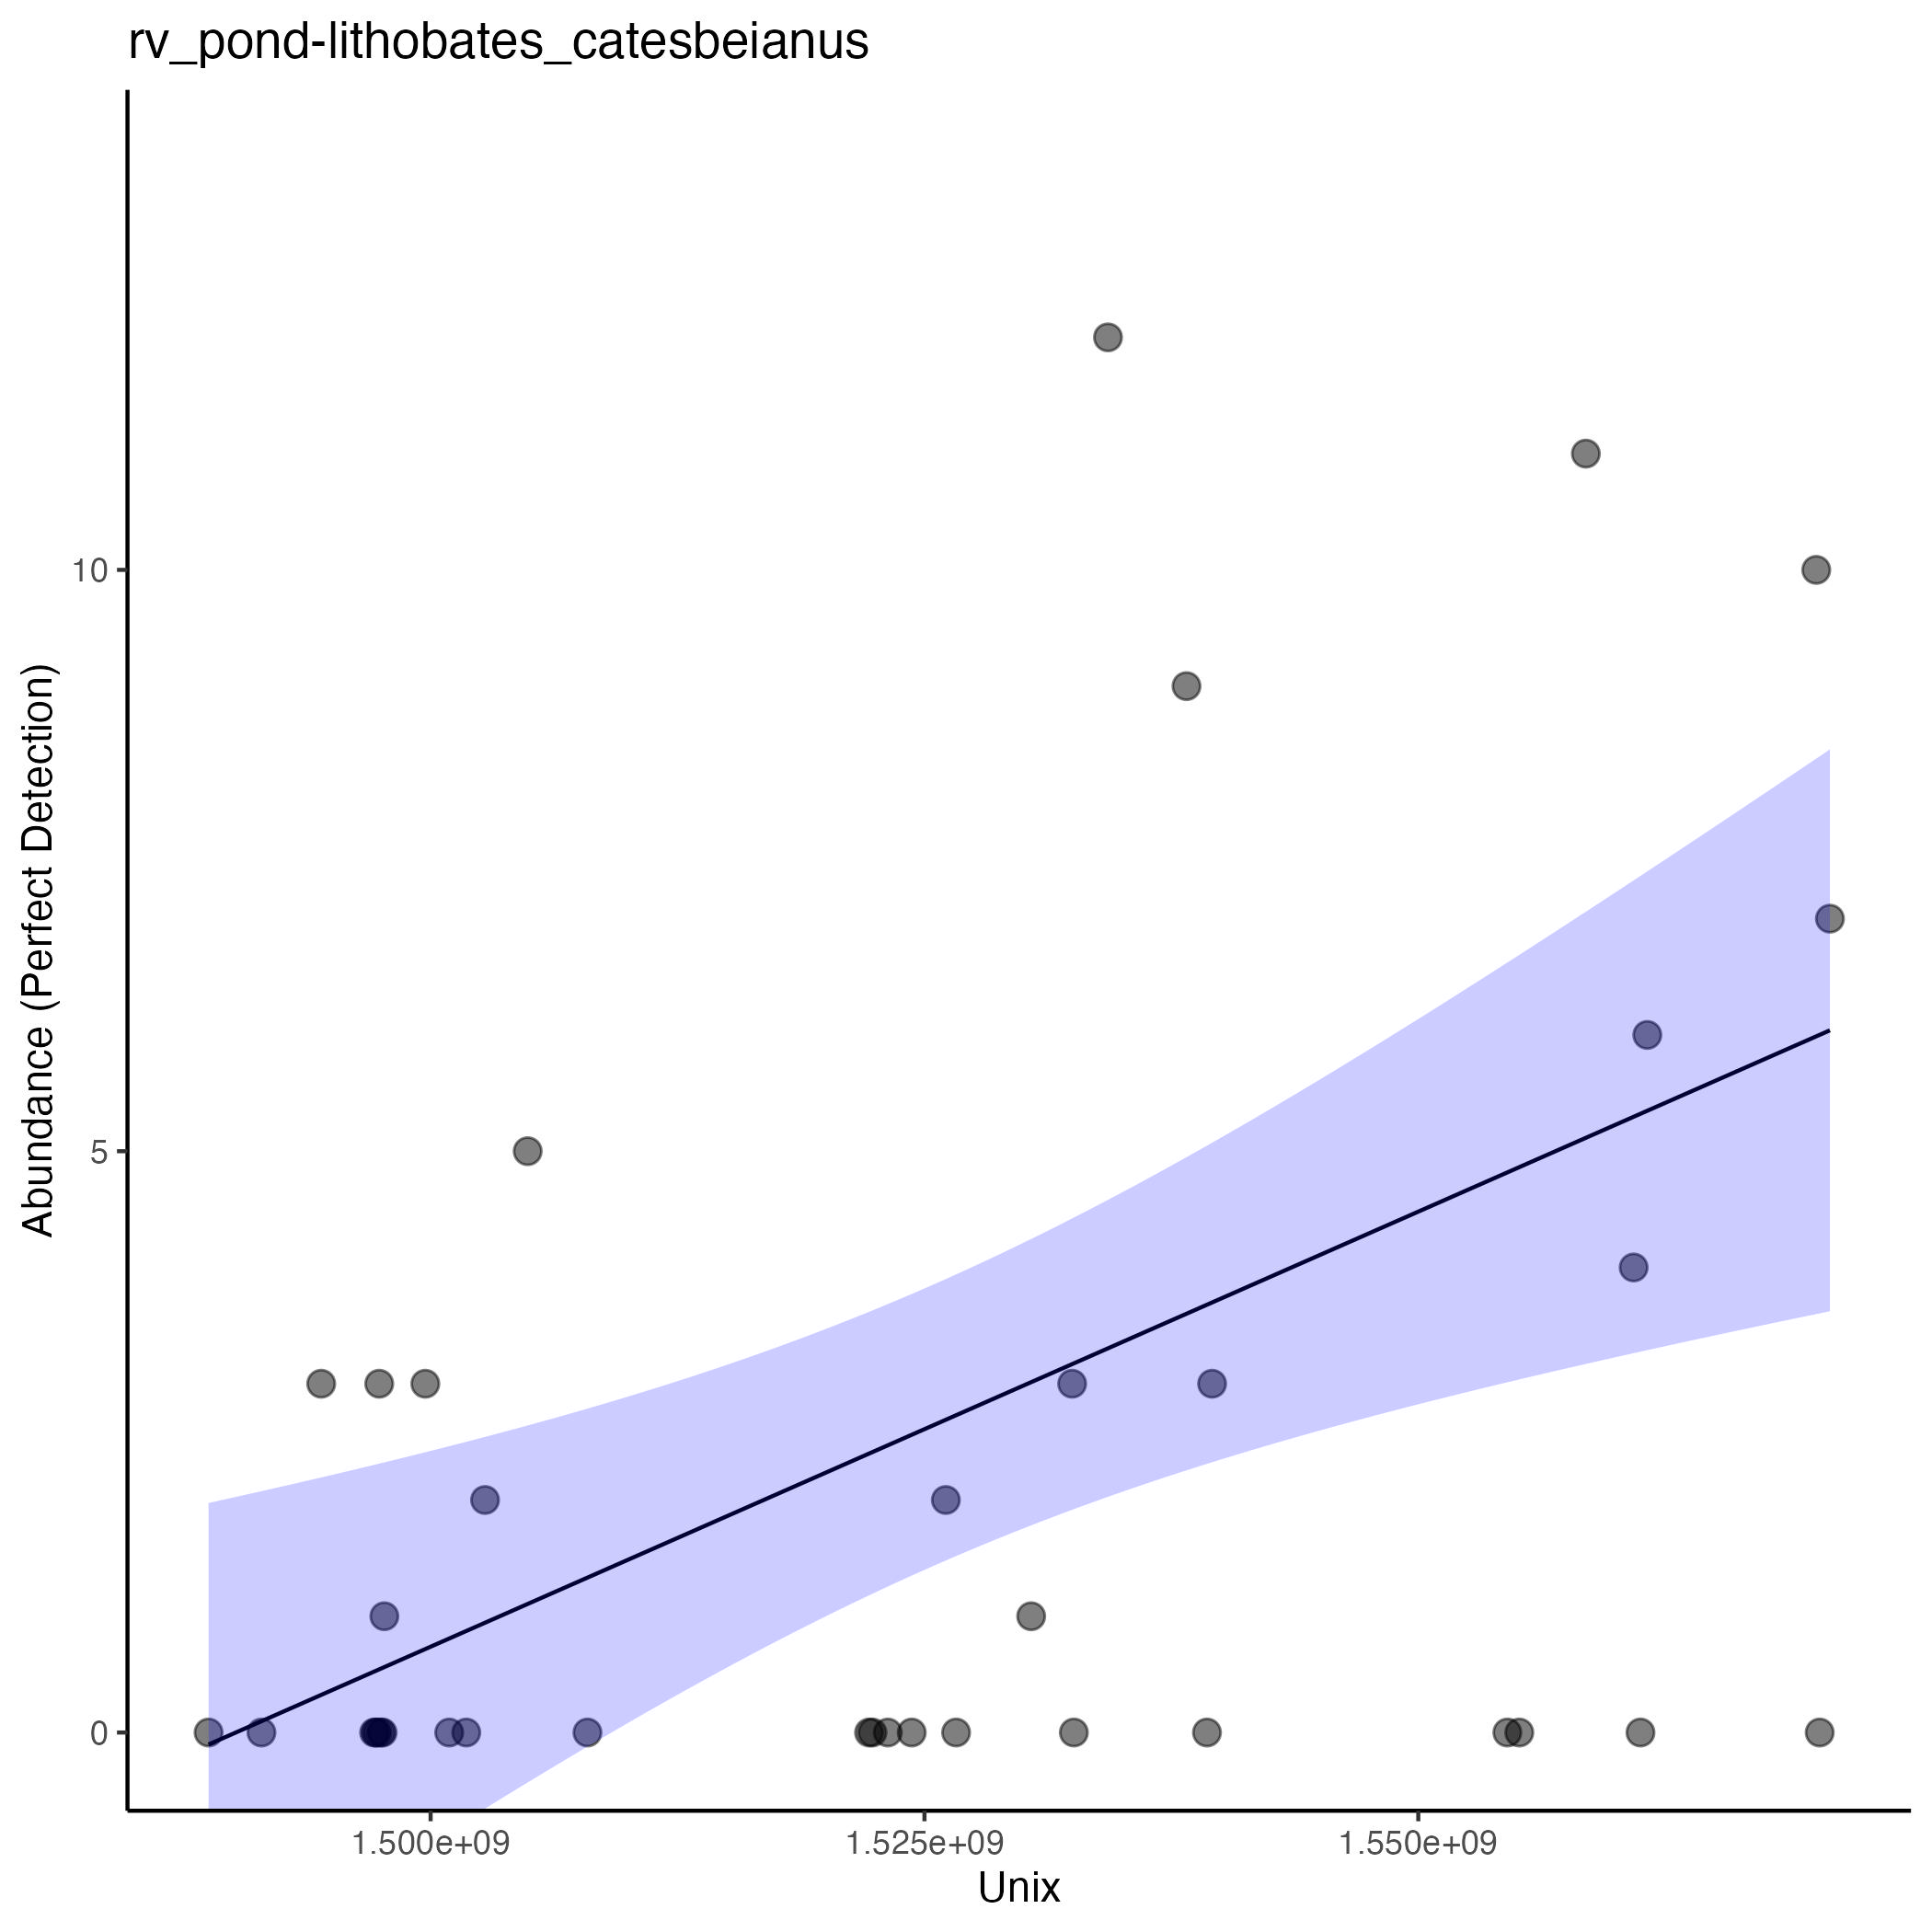 rv_pond-lithobates_catesbeianus
Abundance (Perfect Detection)
10
5
0
1.500e+09
1.525e+09
1.550e+09
Unix